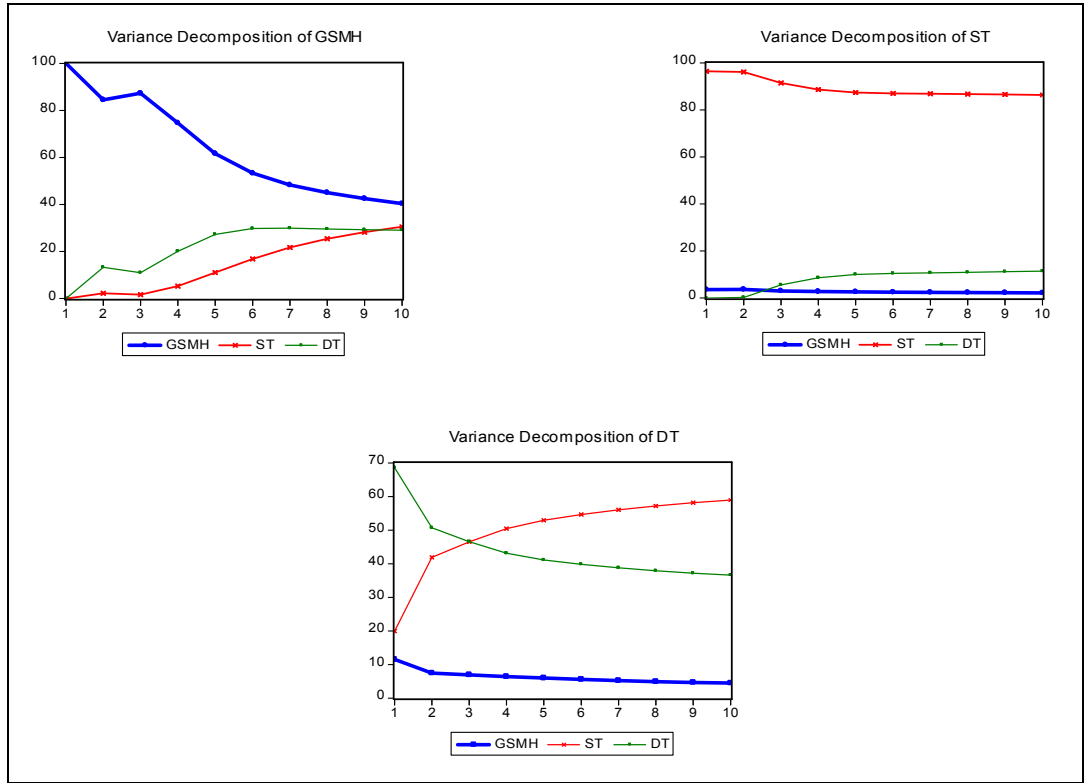 Variance Decomposition of GSMH
100
80
60
40
20
0
1 2 3 4 5 6 7 8 9 10
GSMH ST DT
Variance Decomposition of ST
100
80
60
40
20
0
1 2 3 4 5 6 7 8 9 10
GSMH ST DT
Variance Decomposition of DT
70
60
50
40
30
20
10
0
1 2 3 4 5 6 7 8 9 10
GSMH ST DT